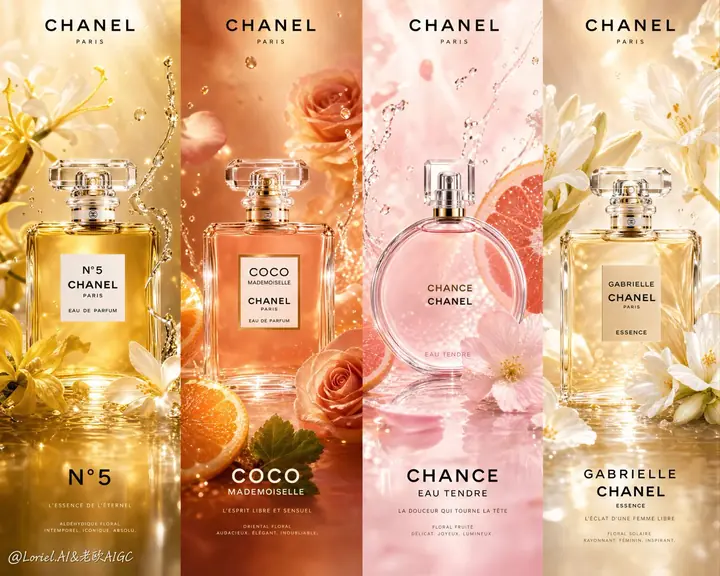 CHANEL
PARIS
N°5
CHANEL
PARIS
EAU DE PARFUM
N°5
L'ESSENCE DE L'ÉTERNEL
ALDÉHYDIQUE FLORAL
INTEMPOREL, ICONIQUE, ABSOLU.
CHANEL
PARIS
COCO
MADEMOISELLE
CHANEL
PARIS
EAU DE PARFUM
COCO
MADEMOISELLE
L'ESPRIT LIBRE ET SENSUEL
ORIENTAL FLORAL
AUDACIEUX, ÉLÉGANT, INOUBLIABLE.
CHANEL
PARIS
CHANCE
CHANEL
EAU TENDRE
CHANCE
EAU TENDRE
LA DOUCEUR QUI TOURNE LA TÊTE
FLORAL FRUITÉ
DÉLICAT, JOYEUX, LUMINEUX
CHANEL
PARIS
GABRIELLE
CHANEL
PARIS
ESSENCE
GABRIELLE
CHANEL
ESSENCE
L'ÉCLAT D'UNE FEMME LIBRE
FLORAL SOLAIRE
RAYONNANT, FÉMININ, INSPIRANT.
@Loriel.AI&老欧AIGC